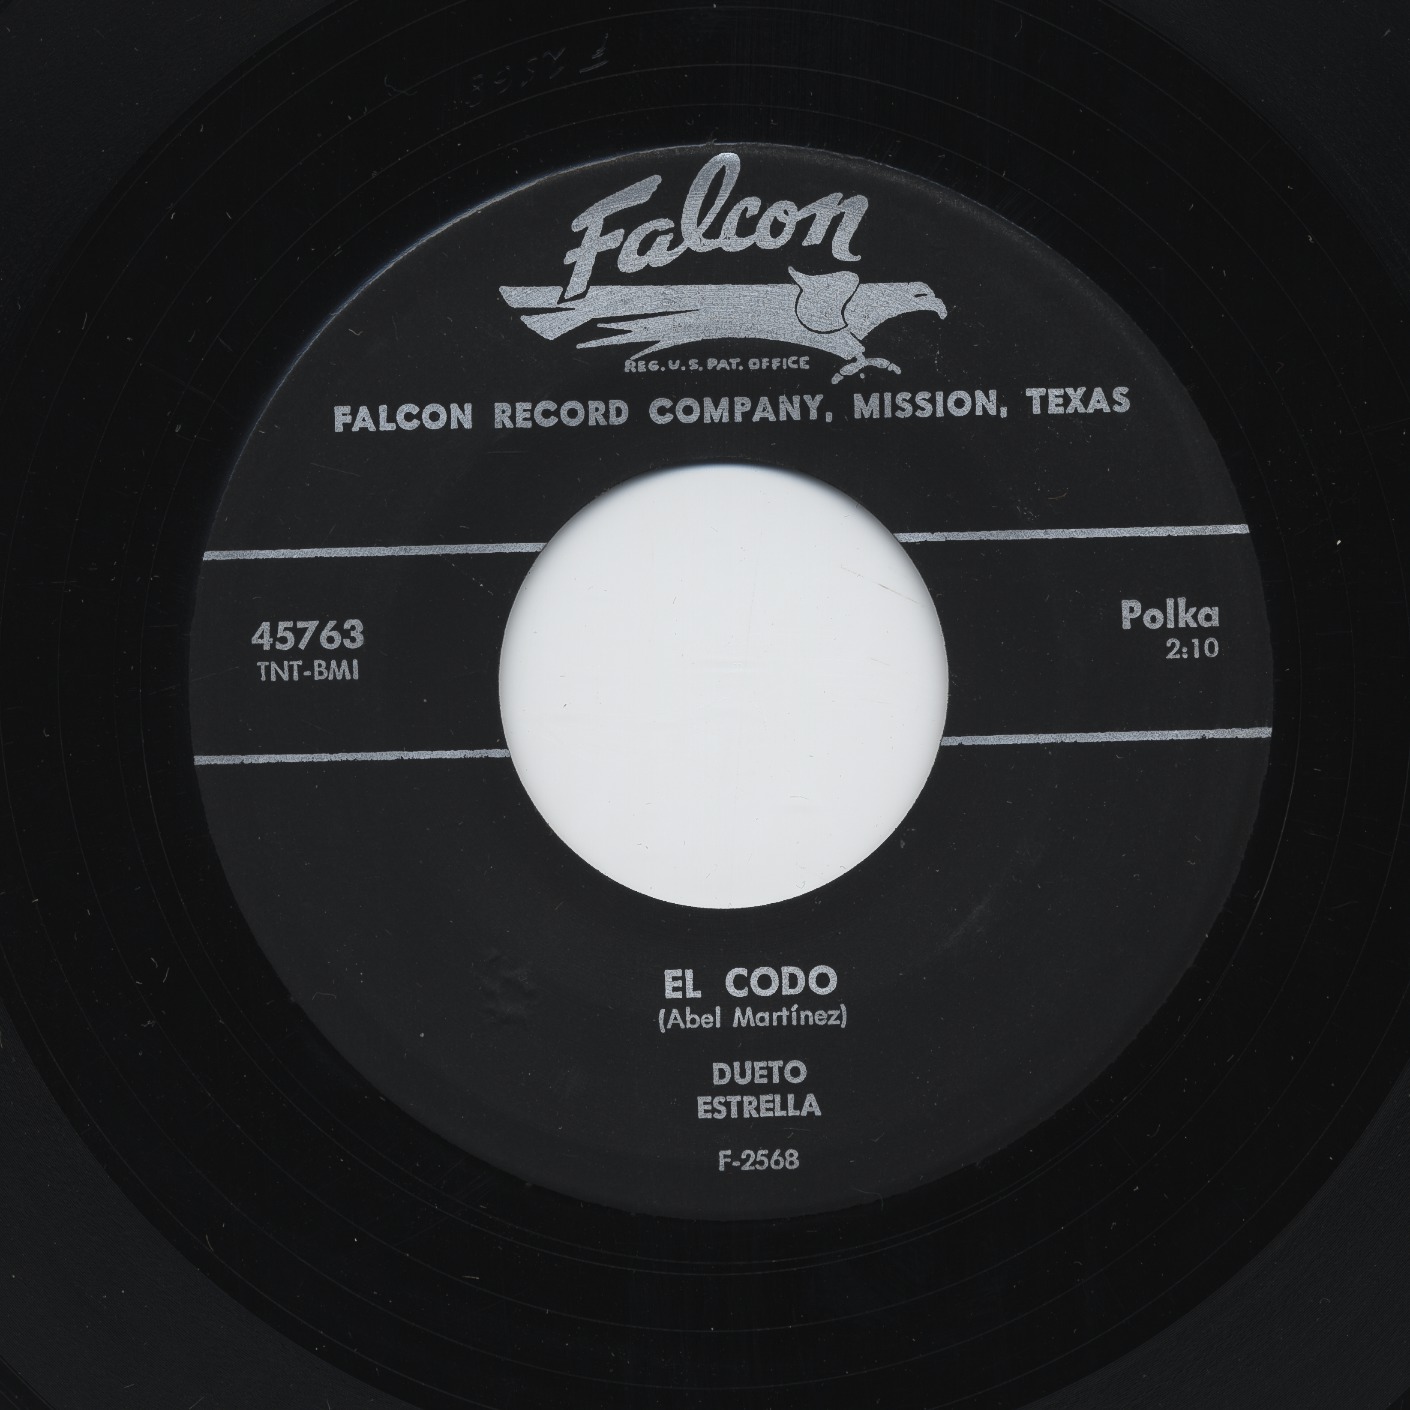 Falcon
REG. U.S. PAT. OFFICE
FALCON RECORD COMPANY, MISSION, TEXAS
45763
TNT-BMI
Polka
2:10
EL CODO
(Abel Martínez)
DUETO
ESTRELLA
F-2568